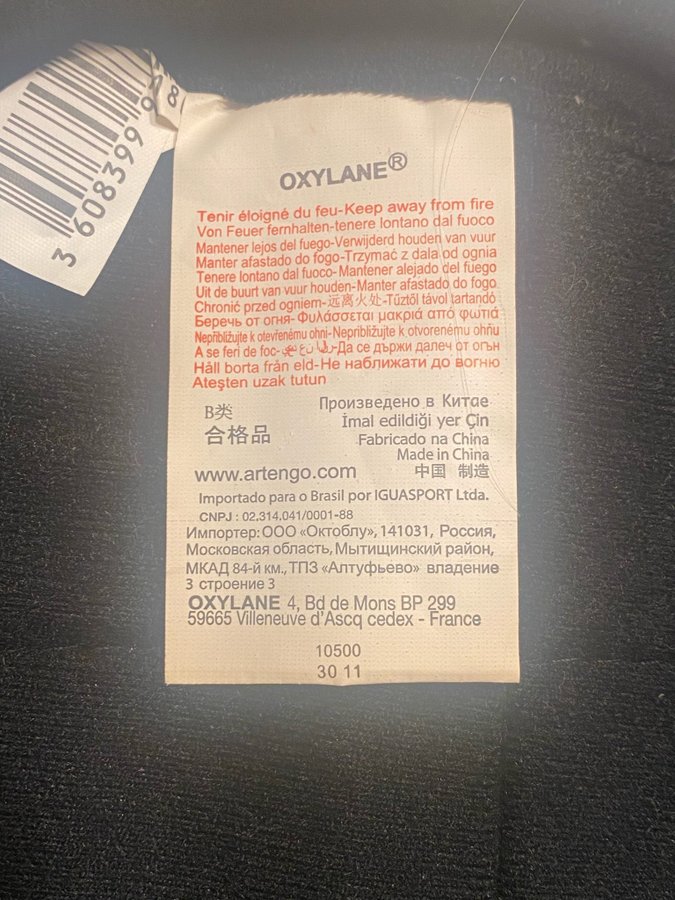 3 608399 9 8
OXYLANE®
Tenir éloigné du feu-Keep away from fire
Von Feuer fernhalten-tenere lontano dal fuoco
Mantener lejos del fuego-Verwijderd houden van vuur
Manter afastado do fogo-Trzymać z dala od ognia
Tenere lontano dal fuoco-Mantener alejado del fuego
Uit de buurt van vuur houden-Manter afastado do fogo
Chronić przed ogniem-远离火处-Tűztől távol tartandó
Беречь от огня-Φυλάσσεται μακριά από φωτιά
Nepřibližujte k otevřenému ohni-Nepribližujte k otvorenému ohňu
A se feri de foc- -Да се държи далеч от огън
Håll borta från eld-Не наближати до вогню
Ateşten uzak tutun
B类
合格品
Произведено в Китае
İmal edildiği yer Çin
Fabricado na China
Made in China
中国 制造
www.artengo.com
Importado para o Brasil por IGUASPORT Ltda.
CNPJ : 02.314.041/0001-88
Импортер: ООО «Октоблу», 141031, Россия,
Московская область, Мытищинский район,
МКАД 84-й км., ТПЗ «Алтуфьево» владение
3 строение 3
OXYLANE 4, Bd de Mons BP 299
59665 Villeneuve d'Ascq cedex - France
10500
30 11